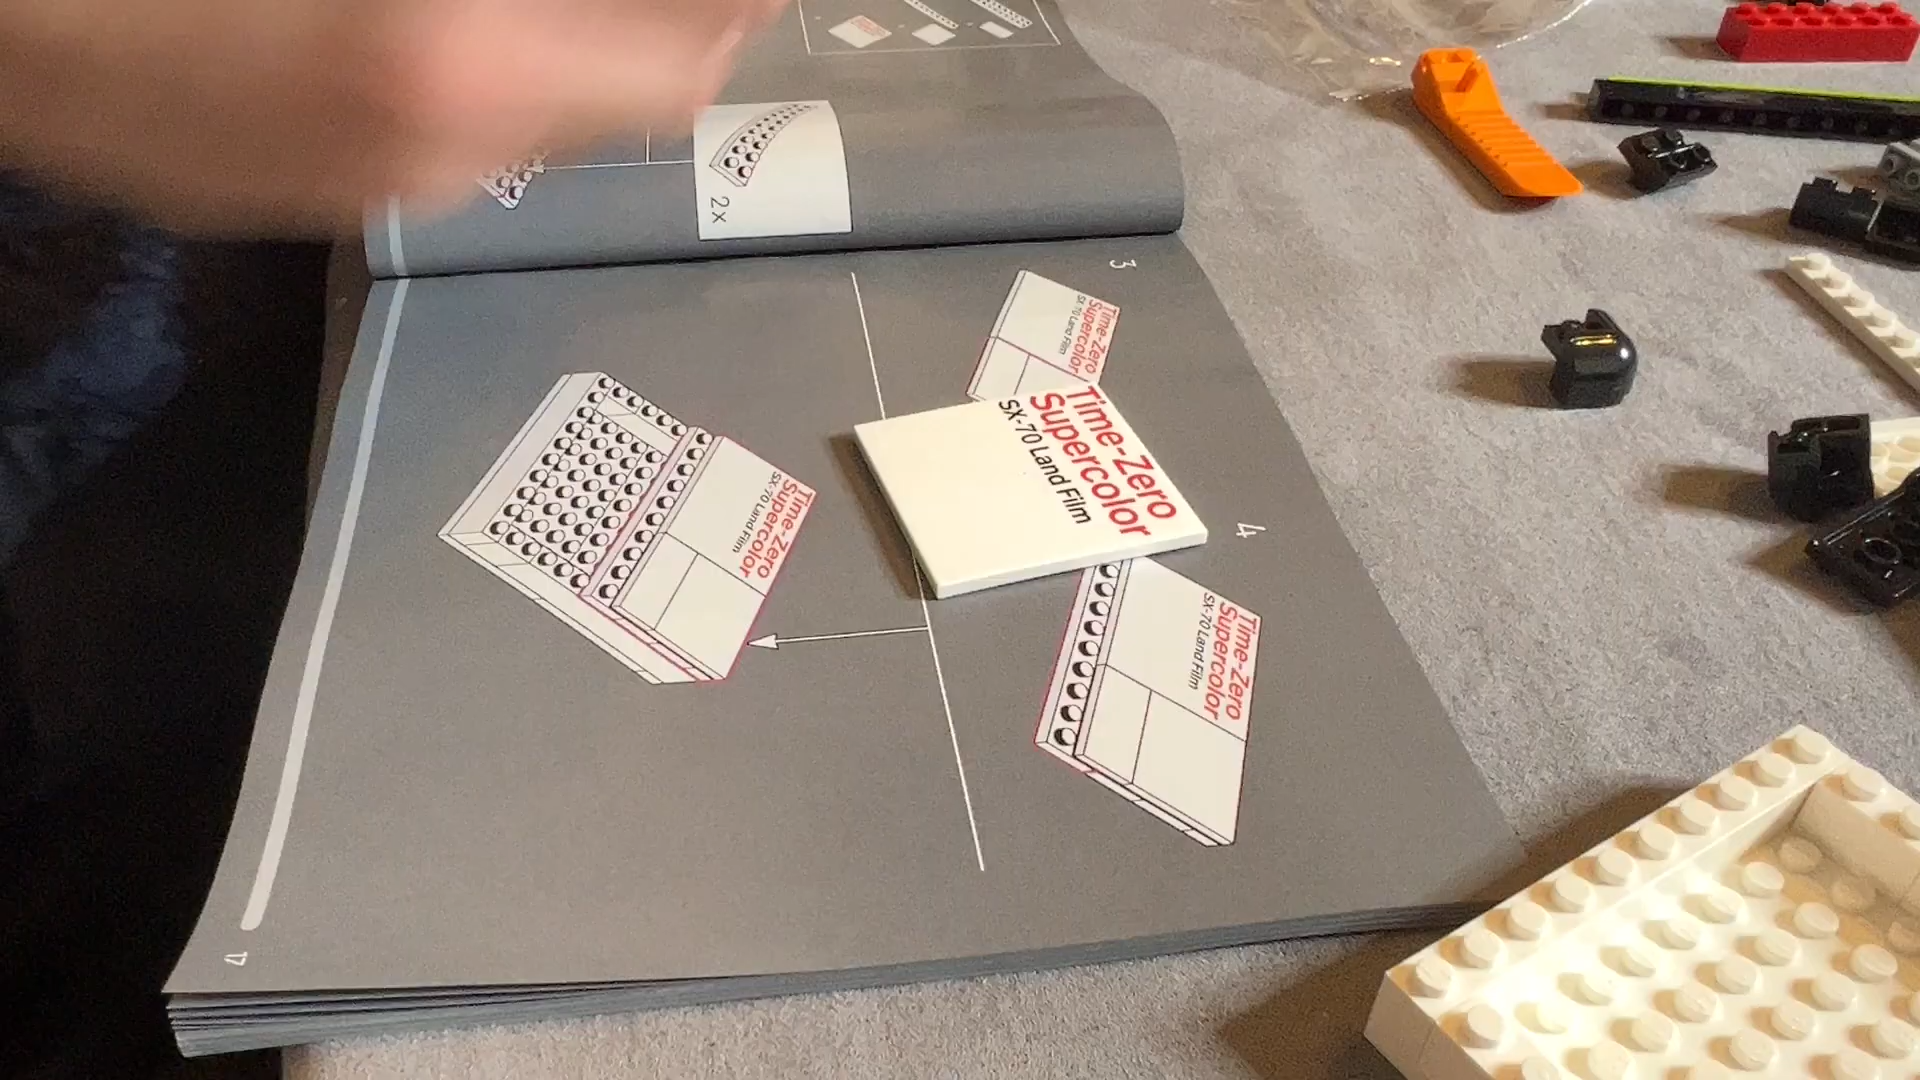 2x
3
Time-Zero
Supercolor
SX-70 Land Film
Time-Zero
Supercolor
SX-70 Land Film
4
Time-Zero
Supercolor
SX-70 Land Film
Time-Zero
Supercolor
SX-70 Land Film
17